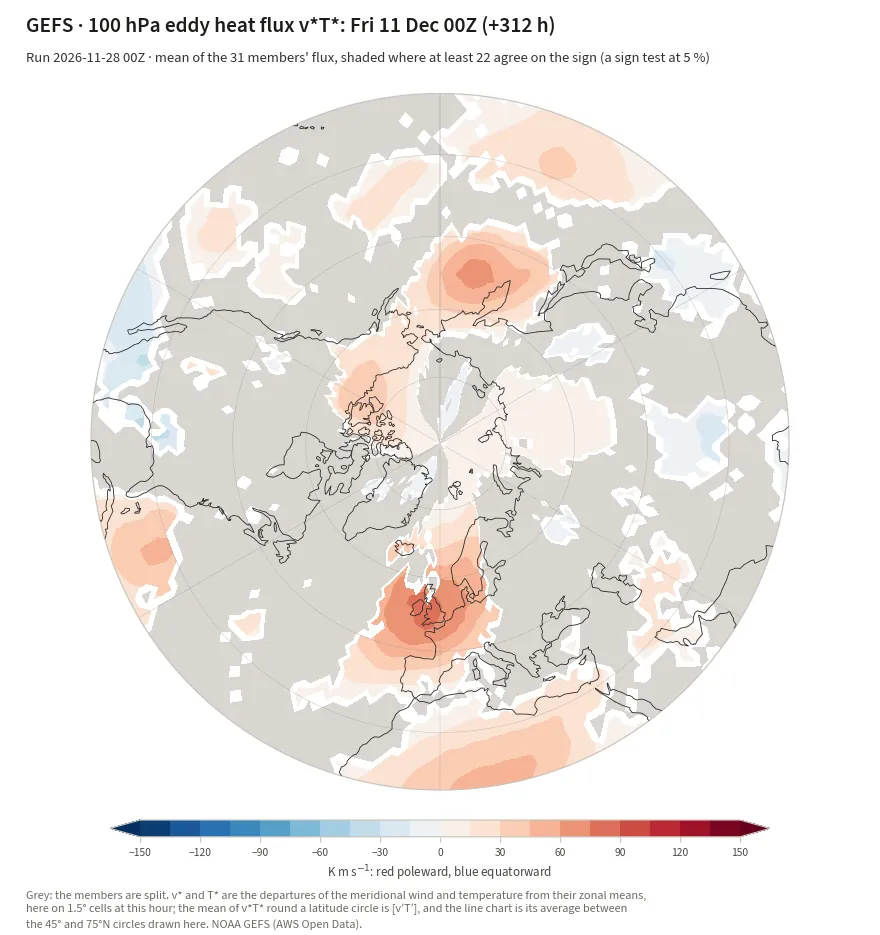 GEFS · 100 hPa eddy heat flux v*T*: Fri 11 Dec 00Z (+312 h)
Run 2026-11-28 00Z · mean of the 31 members' flux, shaded where at least 22 agree on the sign (a sign test at 5 %)
−150 −120 −90 −60 −30 0 30 60 90 120 150
K m s⁻¹: red poleward, blue equatorward
Grey: the members are split. v* and T* are the departures of the meridional wind and temperature from their zonal means,
here on 1.5° cells at this hour; the mean of v*T* round a latitude circle is [v'T'], and the line chart is its average between
the 45° and 75°N circles drawn here. NOAA GEFS (AWS Open Data).